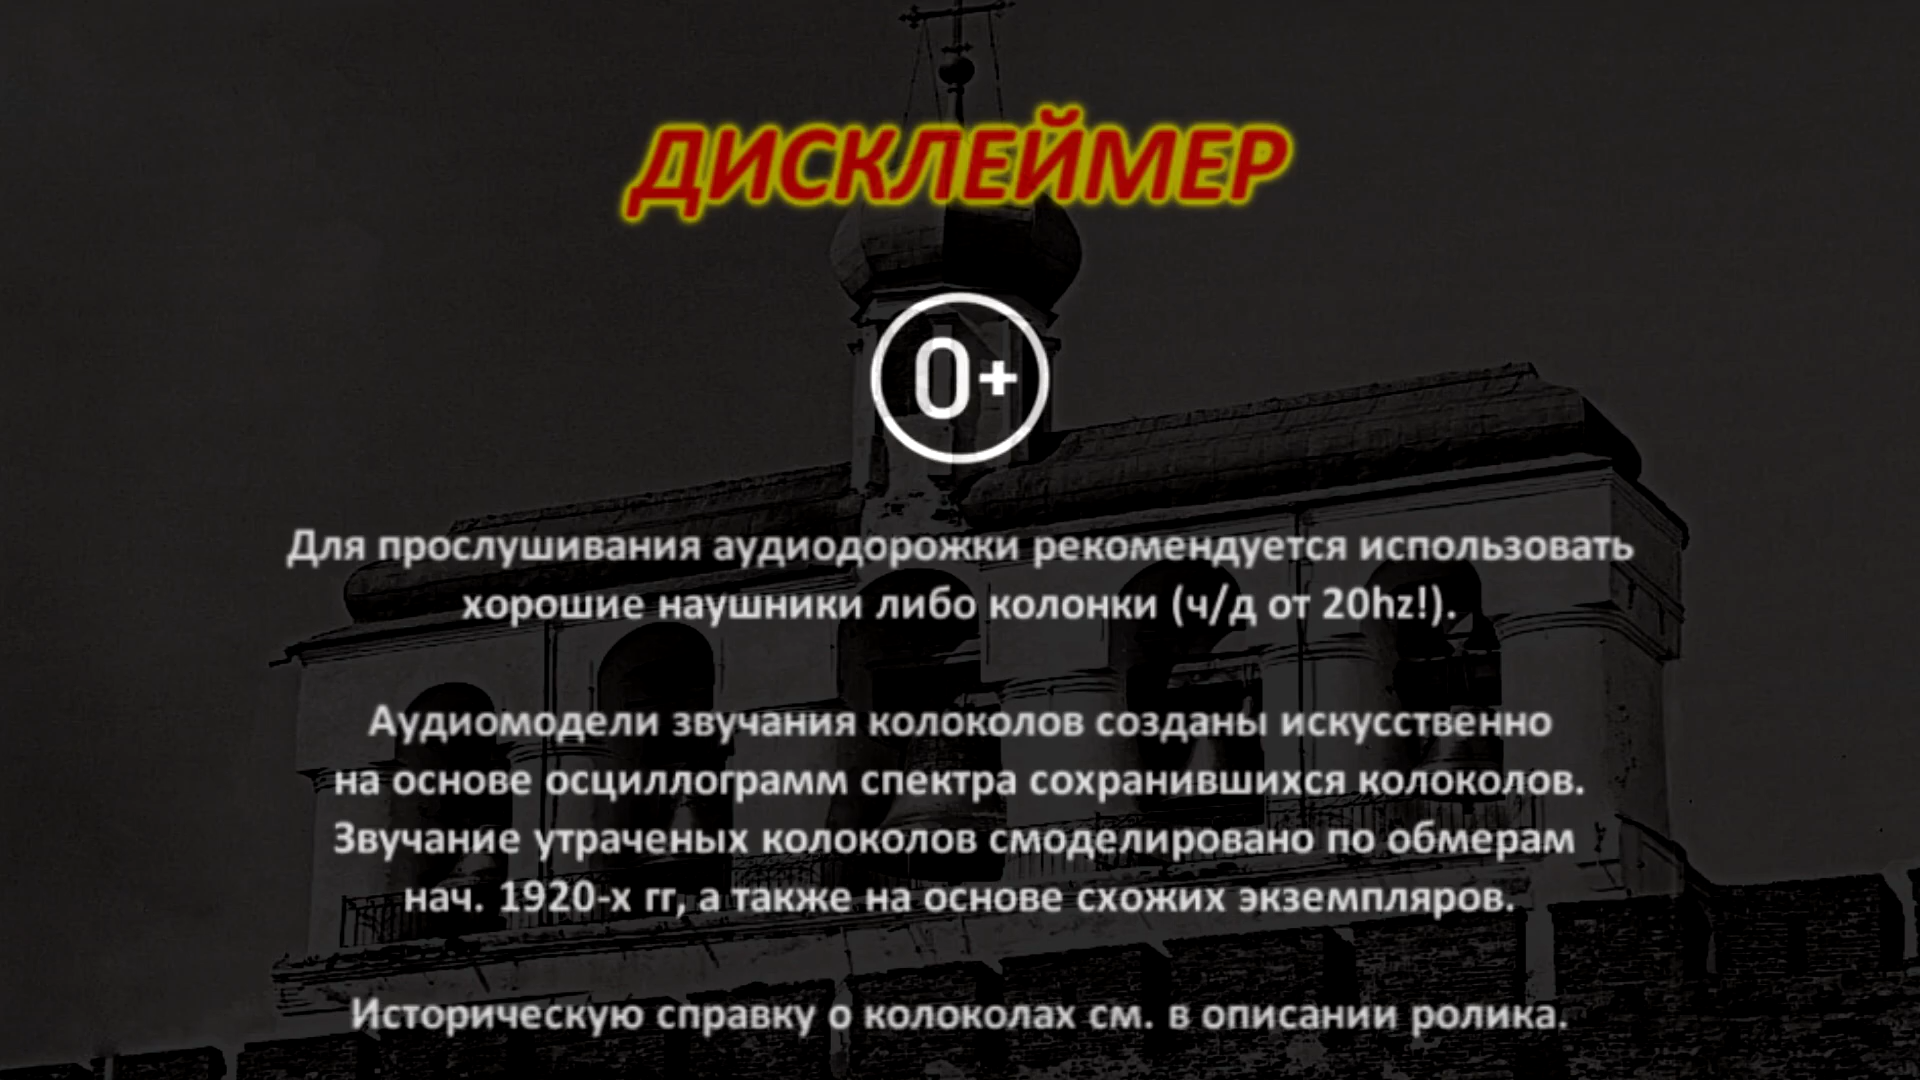 ДИСКЛЕЙМЕР
0+
Для прослушивания аудиодорожки рекомендуется использовать
хорошие наушники либо колонки (ч/д от 20hz!).
Аудиомодели звучания колоколов созданы искусственно
на основе осциллограмм спектра сохранившихся колоколов.
Звучание утраченых колоколов смоделировано по обмерам
нач. 1920-х гг, а также на основе схожих экземпляров.
Историческую справку о колоколах см. в описании ролика.